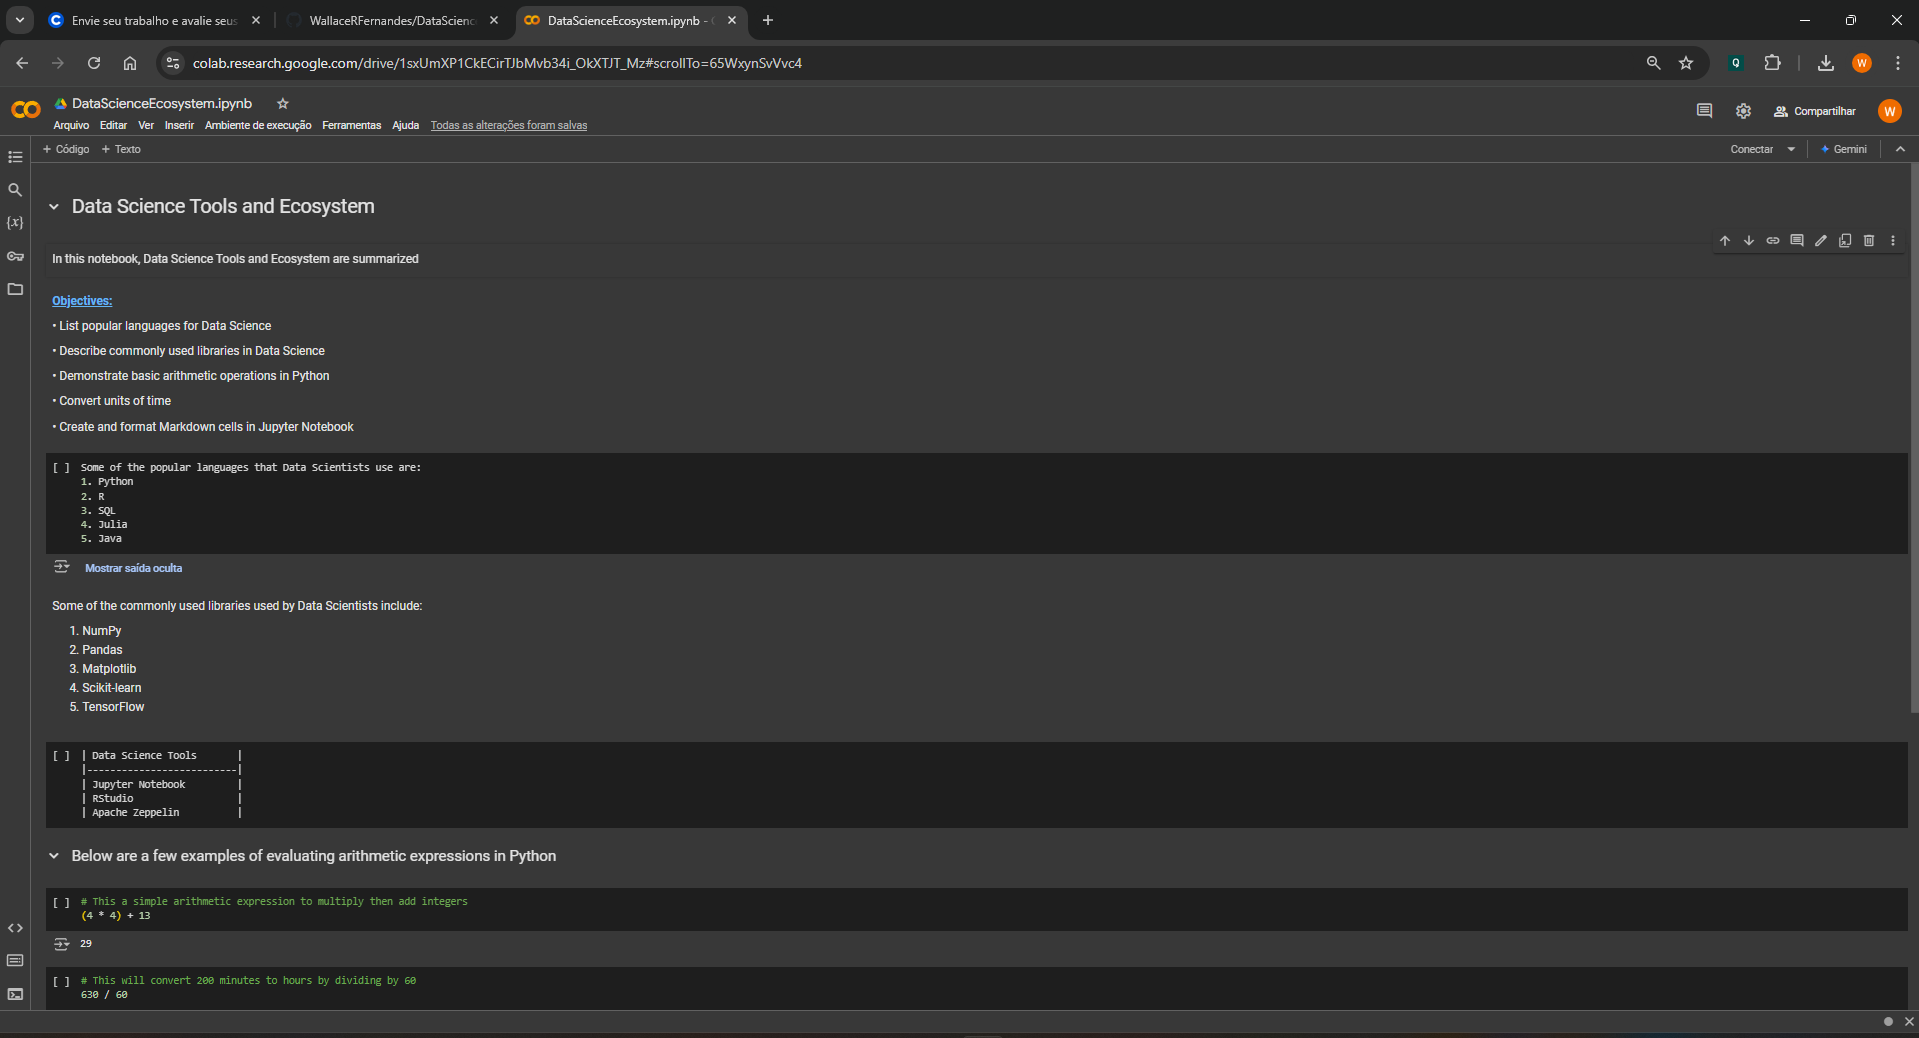 Envie seu trabalho e avalie seus
WallaceRFernandes/DataScienc
DataScienceEcosystem.ipynb -
colab.research.google.com/drive/1sxUmXP1CkECirTJbMvb34i_OkXTJT_Mz#scrollTo=65WxynSvVvc4
W
DataScienceEcosystem.ipynb
Arquivo Editar Ver Inserir Ambiente de execução Ferramentas Ajuda Todas as alterações foram salvas
Compartilhar
W
+ Código + Texto
Conectar
Gemini
Data Science Tools and Ecosystem
In this notebook, Data Science Tools and Ecosystem are summarized
Objectives:
• List popular languages for Data Science
• Describe commonly used libraries in Data Science
• Demonstrate basic arithmetic operations in Python
• Convert units of time
• Create and format Markdown cells in Jupyter Notebook
[ ] Some of the popular languages that Data Scientists use are:
1. Python
2. R
3. SQL
4. Julia
5. Java
Mostrar saída oculta
Some of the commonly used libraries used by Data Scientists include:
1. NumPy
2. Pandas
3. Matplotlib
4. Scikit-learn
5. TensorFlow
[ ] | Data Science Tools |
|--------------------------|
| Jupyter Notebook |
| RStudio |
| Apache Zeppelin |
Below are a few examples of evaluating arithmetic expressions in Python
[ ] # This a simple arithmetic expression to multiply then add integers
(4 * 4) + 13
29
[ ] # This will convert 200 minutes to hours by dividing by 60
630 / 60